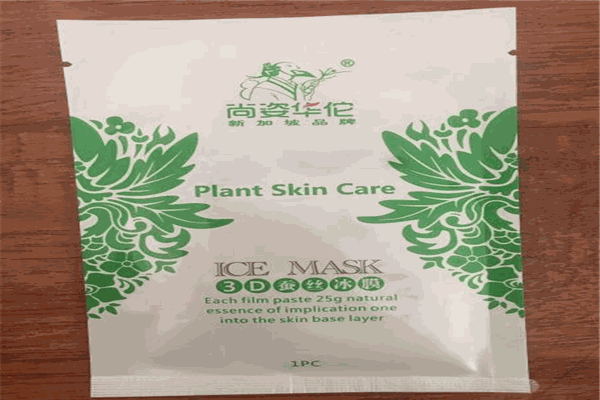 ®
尚姿华佗
新加坡品牌
Plant Skin Care
ICE MASK
3D蚕丝冰膜
Each film paste 25g natural
essence of implication one
into the skin base layer
1PC